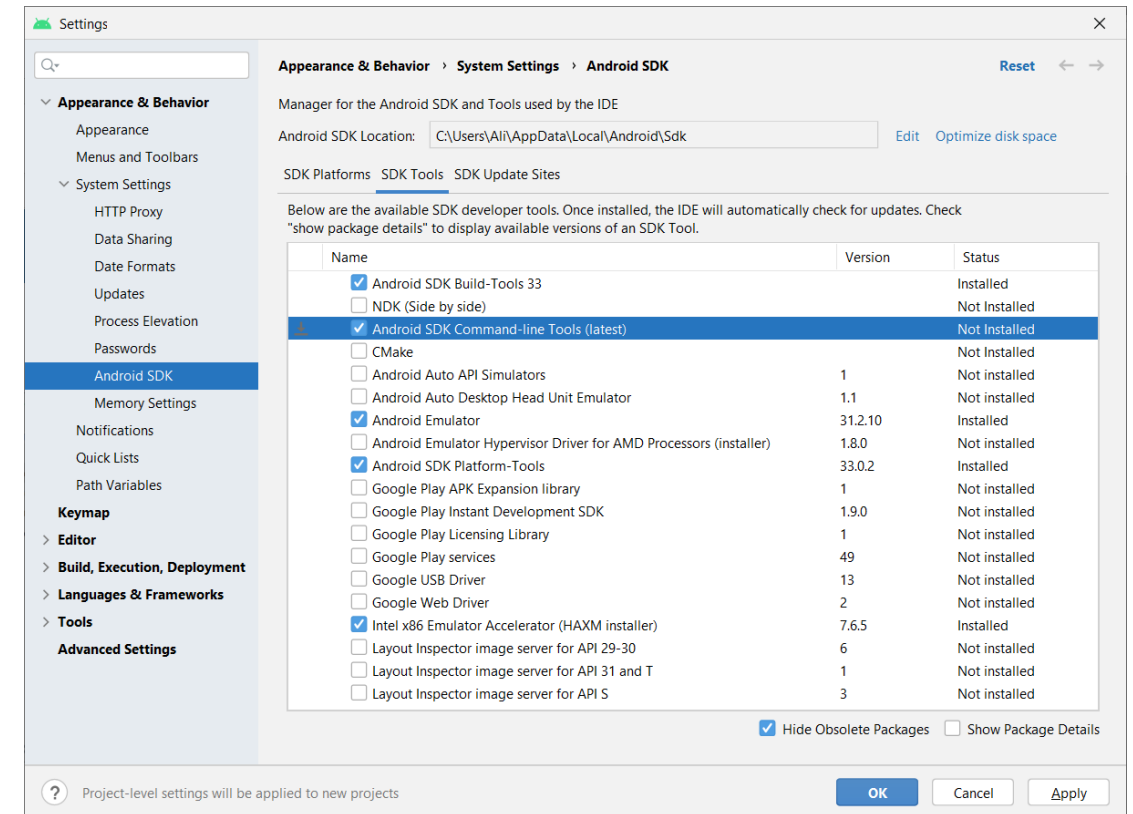 Settings
Appearance & Behavior
Appearance
Menus and Toolbars
System Settings
HTTP Proxy
Data Sharing
Date Formats
Updates
Process Elevation
Passwords
Android SDK
Memory Settings
Notifications
Quick Lists
Path Variables
Keymap
Editor
Build, Execution, Deployment
Languages & Frameworks
Tools
Advanced Settings
Appearance & Behavior › System Settings › Android SDK Reset
Manager for the Android SDK and Tools used by the IDE
Android SDK Location: C:\Users\Ali\AppData\Local\Android\Sdk Edit Optimize disk space
SDK Platforms SDK Tools SDK Update Sites
Below are the available SDK developer tools. Once installed, the IDE will automatically check for updates. Check
"show package details" to display available versions of an SDK Tool.
Name Version Status
Android SDK Build-Tools 33 Installed
NDK (Side by side) Not Installed
Android SDK Command-line Tools (latest) Not Installed
CMake Not Installed
Android Auto API Simulators 1 Not installed
Android Auto Desktop Head Unit Emulator 1.1 Not installed
Android Emulator 31.2.10 Installed
Android Emulator Hypervisor Driver for AMD Processors (installer) 1.8.0 Not installed
Android SDK Platform-Tools 33.0.2 Installed
Google Play APK Expansion library 1 Not installed
Google Play Instant Development SDK 1.9.0 Not installed
Google Play Licensing Library 1 Not installed
Google Play services 49 Not installed
Google USB Driver 13 Not installed
Google Web Driver 2 Not installed
Intel x86 Emulator Accelerator (HAXM installer) 7.6.5 Installed
Layout Inspector image server for API 29-30 6 Not installed
Layout Inspector image server for API 31 and T 1 Not installed
Layout Inspector image server for API S 3 Not installed
Hide Obsolete Packages Show Package Details
? Project-level settings will be applied to new projects
OK Cancel Apply